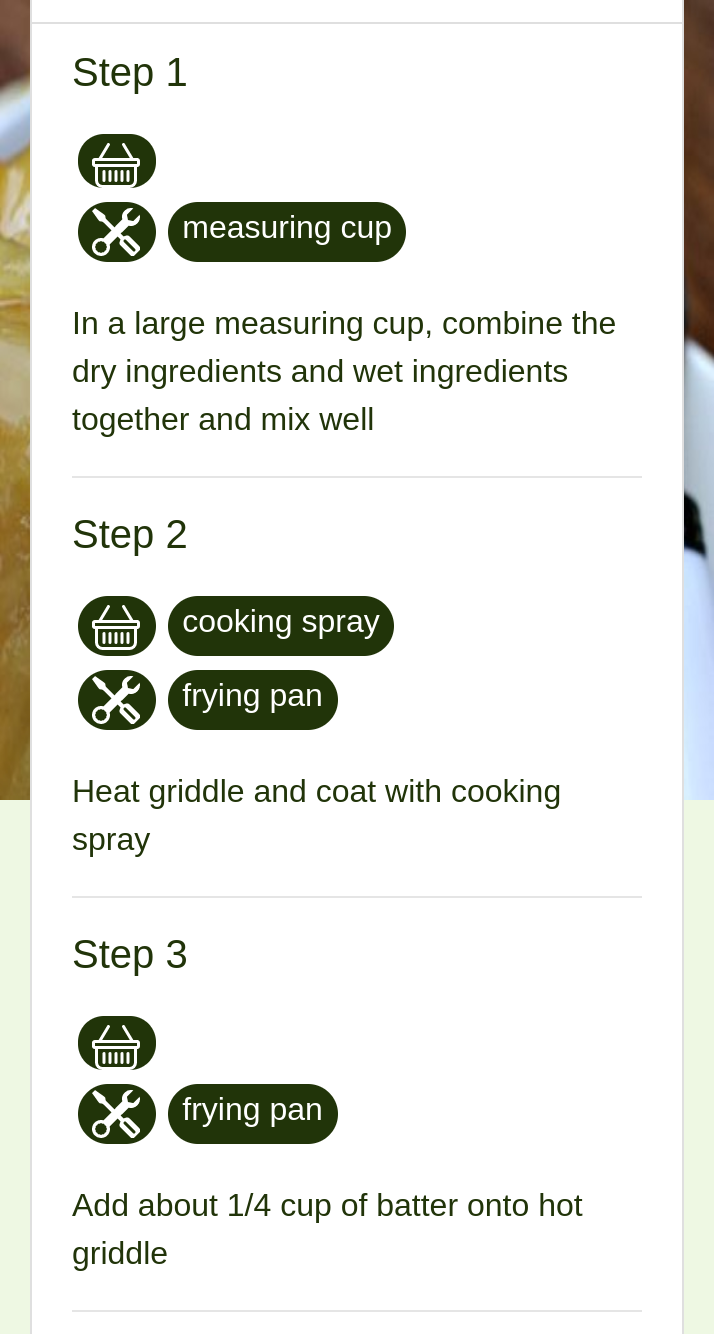 Step 1
measuring cup
In a large measuring cup, combine the
dry ingredients and wet ingredients
together and mix well
Step 2
cooking spray
frying pan
Heat griddle and coat with cooking
spray
Step 3
frying pan
Add about 1/4 cup of batter onto hot
griddle